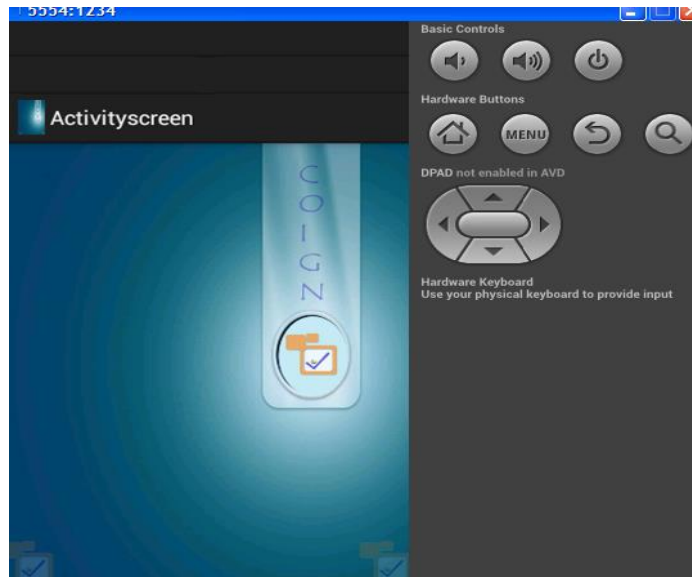 5554:1234
Activityscreen
C
O
I
G
N
Basic Controls
Hardware Buttons
MENU
DPAD not enabled in AVD
Hardware Keyboard
Use your physical keyboard to provide input